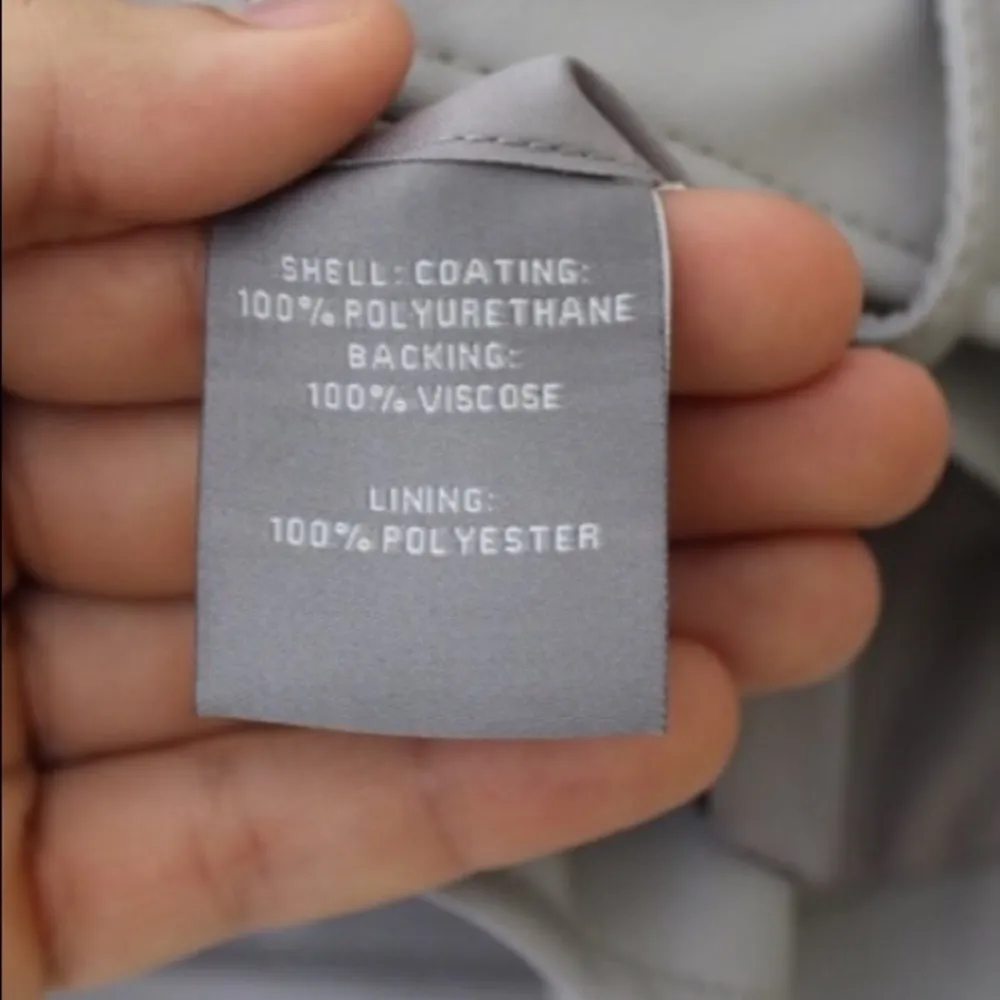 SHELL: COATING:
100% POLYURETHANE
BACKING:
100% VISCOSE
LINING:
100% POLYESTER